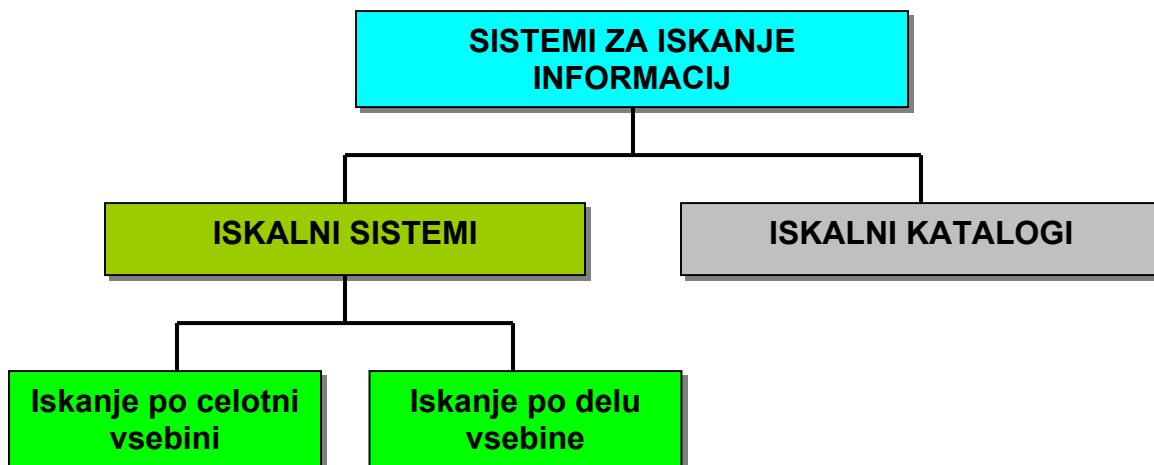 SISTEMI ZA ISKANJE
INFORMACIJ
ISKALNI SISTEMI
ISKALNI KATALOGI
Iskanje po celotni
vsebini
Iskanje po delu
vsebine